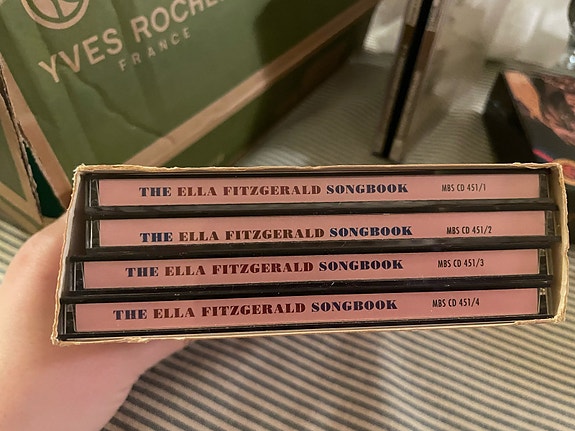 YVES ROCHE
FRANCE
THE ELLA FITZGERALD SONGBOOK MBS CD 451/1
THE ELLA FITZGERALD SONGBOOK MBS CD 451/2
THE ELLA FITZGERALD SONGBOOK MBS CD 451/3
THE ELLA FITZGERALD SONGBOOK MBS CD 451/4